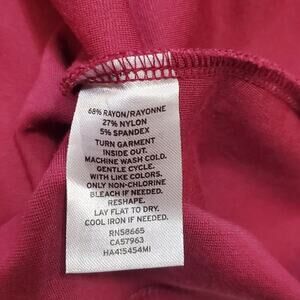 68% RAYON/RAYONNE
27% NYLON
5% SPANDEX
TURN GARMENT
INSIDE OUT.
MACHINE WASH COLD.
GENTLE CYCLE.
WITH LIKE COLORS.
ONLY NON-CHLORINE
BLEACH IF NEEDED.
RESHAPE.
LAY FLAT TO DRY.
COOL IRON IF NEEDED.
RN58665
CA57963
HA415454MI